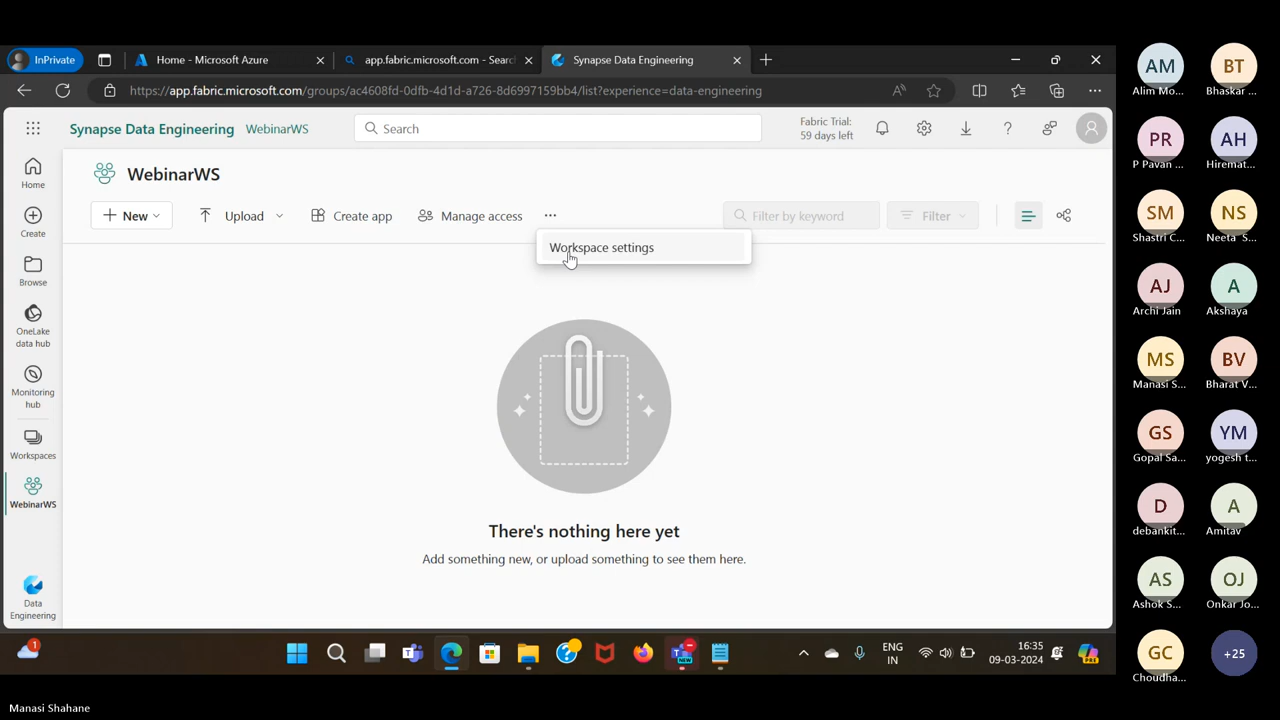 InPrivate
Home - Microsoft Azure
app.fabric.microsoft.com - Searc
Synapse Data Engineering
https://app.fabric.microsoft.com/groups/ac4608fd-0dfb-4d1d-a726-8d6997159bb4/list?experience=data-engineering
Synapse Data Engineering
WebinarWS
Search
Fabric Trial:
59 days left
Home
Create
Browse
OneLake
data hub
Monitoring
hub
Workspaces
WebinarWS
Data
Engineering
WebinarWS
New
Upload
Create app
Manage access
Filter by keyword
Filter
Workspace settings
There's nothing here yet
Add something new, or upload something to see them here.
1
NEW
ENG
IN
16:35
09-03-2024
PRE
AM
Alim Mo...
BT
Bhaskar ...
PR
P Pavan ...
AH
Hiremat...
SM
Shastri C...
NS
Neeta S...
AJ
Archi Jain
A
Akshaya
MS
Manasi S...
BV
Bharat V...
GS
Gopal Sa...
YM
yogesh t...
D
debankit...
A
Amitav
AS
Ashok S...
OJ
Onkar Jo...
GC
Choudha...
+25
Manasi Shahane